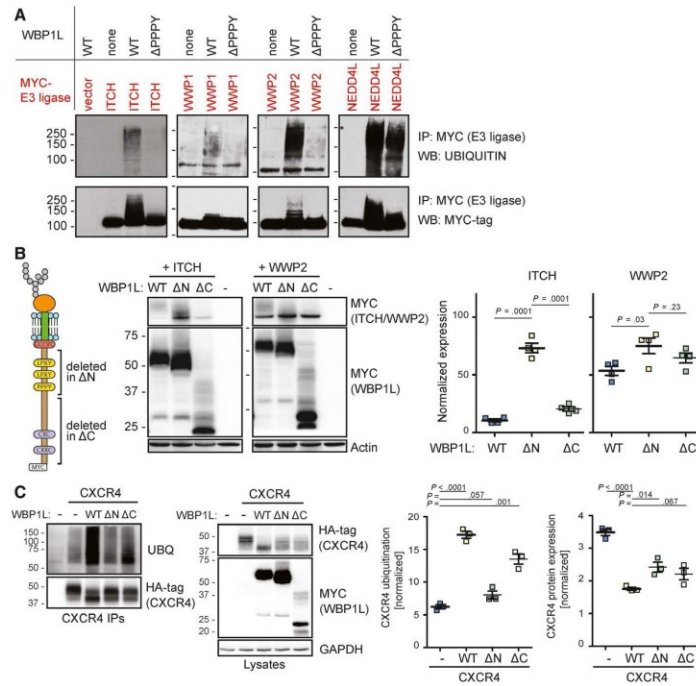 A
WBP1L:
WT
none
WT
ΔPPPY
none
WT
ΔPPPY
none
WT
ΔPPPY
none
WT
ΔPPPY
MYC-
E3 ligase
vector
ITCH
ITCH
ITCH
WWP1
WWP1
WWP1
WWP2
WWP2
WWP2
NEDD4L
NEDD4L
NEDD4L
250
150
100
IP: MYC (E3 ligase)
WB: UBIQUITIN
250
150
100
IP: MYC (E3 ligase)
WB: MYC-tag
B
deleted
in ΔN
deleted
in ΔC
LPXY
LPXY
PPPY
CXC
CXXC
MYC
+ ITCH
WBP1L: WT ΔN ΔC -
100
75
50
37
25
+ WWP2
WT ΔN ΔC -
MYC
(ITCH/WWP2)
MYC
(WBP1L)
Actin
ITCH
WWP2
P = .0001
P = .0001
P = .03
P = .23
Normalized expression
100
50
0
WBP1L: WT ΔN ΔC
WT ΔN ΔC
C
CXCR4
WBP1L: - - WT ΔN ΔC
150
100
75
50
UBQ
50
37
HA-tag
(CXCR4)
CXCR4 IPs
CXCR4
WBP1L: - - WT ΔN ΔC
50
37
HA-tag
(CXCR4)
75
50
37
25
20
15
MYC
(WBP1L)
GAPDH
Lysates
P < .0001
P = .057
P = .001
CXCR4 ubiquitination
[normalized]
20
15
10
5
0
- WT ΔN ΔC
CXCR4
P < .0001
P = .014
P = .067
CXCR4 protein expression
[normalized]
4
3
2
1
0
- WT ΔN ΔC
CXCR4